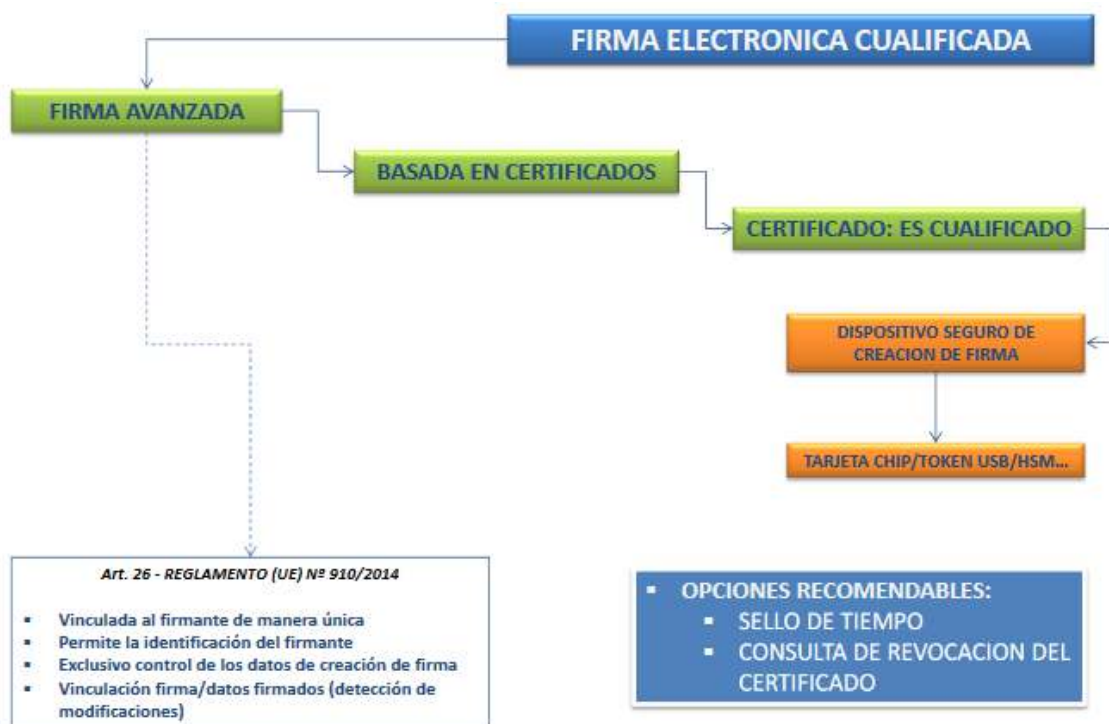 FIRMA ELECTRONICA CUALIFICADA
FIRMA AVANZADA
BASADA EN CERTIFICADOS
CERTIFICADO: ES CUALIFICADO
DISPOSITIVO SEGURO DE
CREACION DE FIRMA
TARJETA CHIP/TOKEN USB/HSM...
Art. 26 - REGLAMENTO (UE) Nº 910/2014
▪ Vinculada al firmante de manera única
▪ Permite la identificación del firmante
▪ Exclusivo control de los datos de creación de firma
▪ Vinculación firma/datos firmados (detección de
modificaciones)
▪ OPCIONES RECOMENDABLES:
▪ SELLO DE TIEMPO
▪ CONSULTA DE REVOCACION DEL
CERTIFICADO